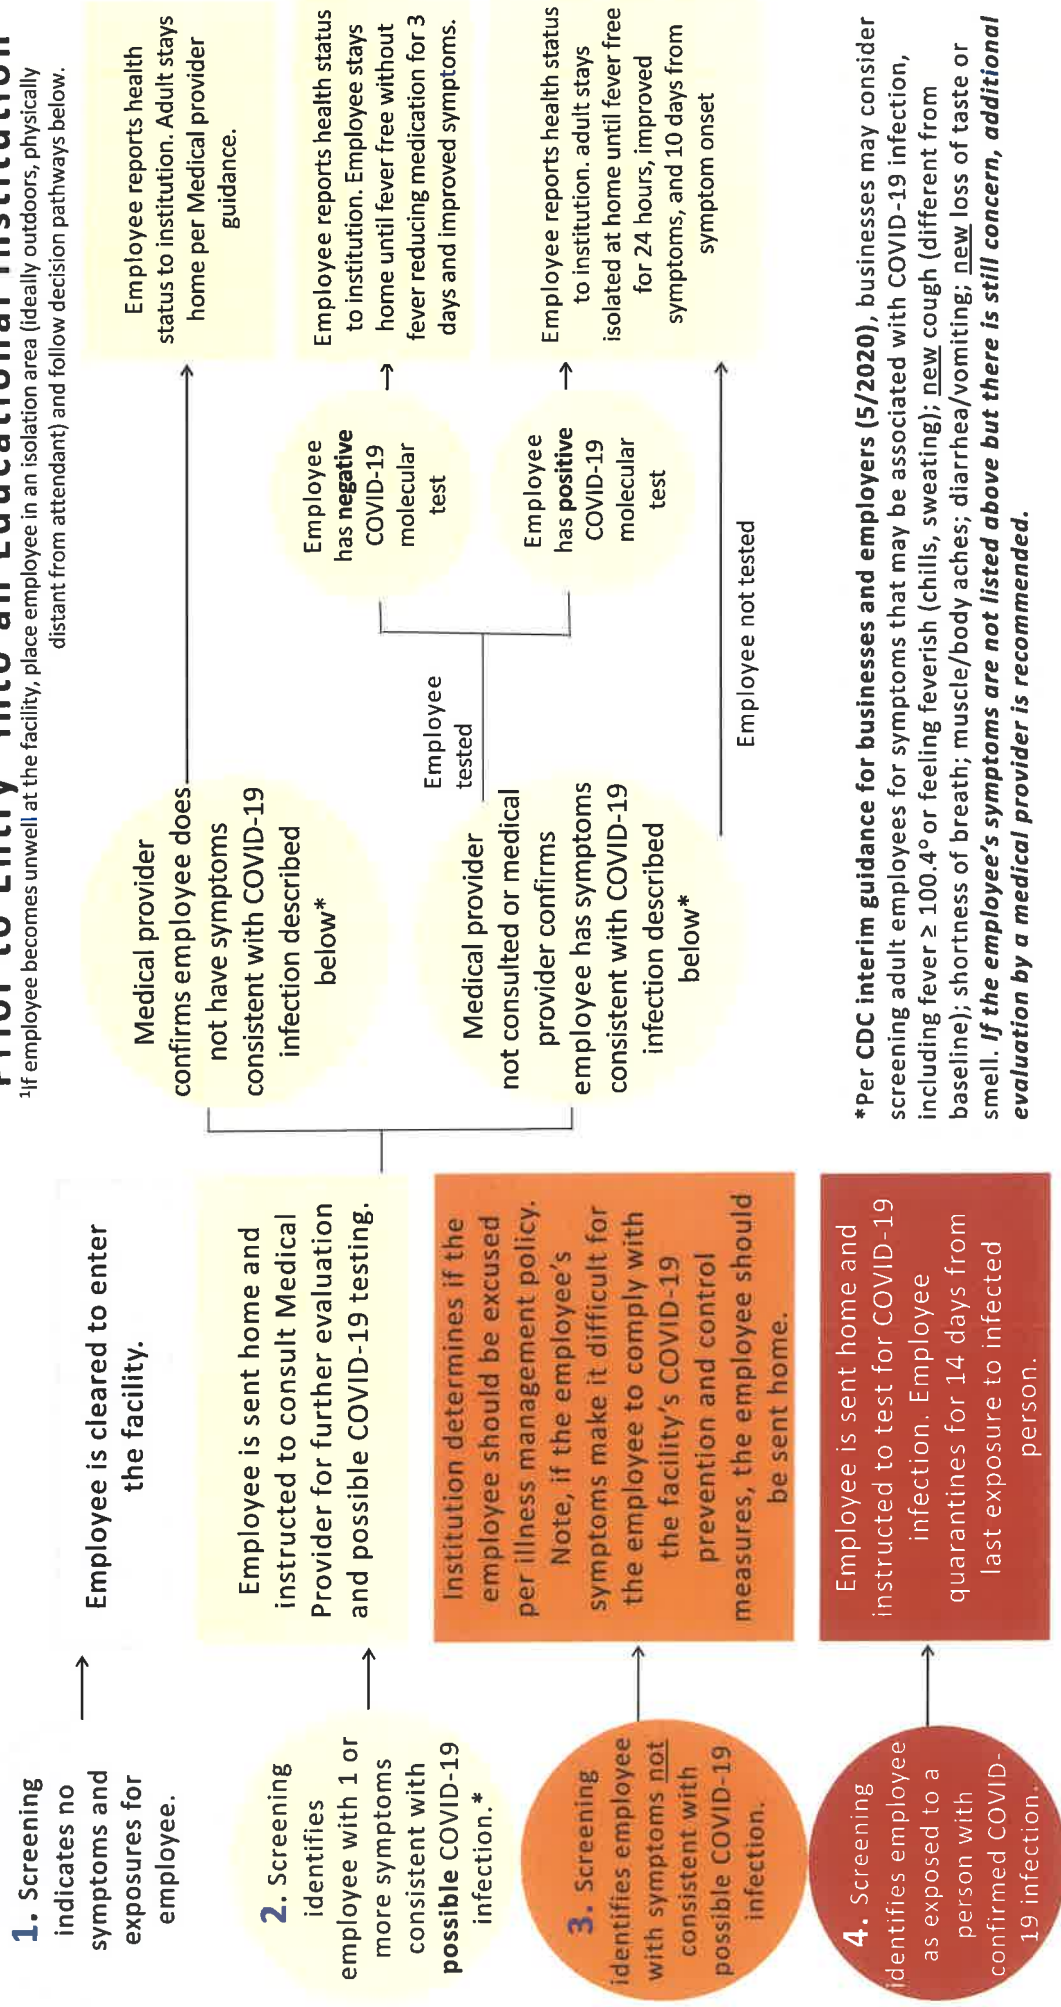 Prior to Entry into an Educational Institution
¹If employee becomes unwell at the facility, place employee in an isolation area (ideally outdoors, physically
distant from attendant) and follow decision pathways below.
1. Screening
indicates no
symptoms and
exposures for
employee.
Employee is cleared to enter
the facility.
2. Screening
identifies
employee with 1 or
more symptoms
consistent with
possible COVID-19
infection.*
Employee is sent home and
instructed to consult Medical
Provider for further evaluation
and possible COVID-19 testing.
Medical provider
confirms employee does
not have symptoms
consistent with COVID-19
infection described
below*
Employee reports health
status to institution. Adult stays
home per Medical provider
guidance.
Medical provider
not consulted or medical
provider confirms
employee has symptoms
consistent with COVID-19
infection described
below*
Employee
tested
Employee
has negative
COVID-19
molecular
test
Employee reports health status
to institution. Employee stays
home until fever free without
fever reducing medication for 3
days and improved symptoms.
Employee
has positive
COVID-19
molecular
test
Employee reports health status
to institution. adult stays
isolated at home until fever free
for 24 hours, improved
symptoms, and 10 days from
symptom onset
Employee not tested
3. Screening
identifies employee
with symptoms not
consistent with
possible COVID-19
infection.
Institution determines if the
employee should be excused
per illness management policy.
Note, if the employee's
symptoms make it difficult for
the employee to comply with
the facility's COVID-19
prevention and control
measures, the employee should
be sent home.
4. Screening
identifies employee
as exposed to a
person with
confirmed COVID-
19 infection.
Employee is sent home and
instructed to test for COVID-19
infection. Employee
quarantines for 14 days from
last exposure to infected
person.
*Per CDC interim guidance for businesses and employers (5/2020), businesses may consider
screening adult employees for symptoms that may be associated with COVID-19 infection,
including fever ≥ 100.4° or feeling feverish (chills, sweating); new cough (different from
baseline); shortness of breath; muscle/body aches; diarrhea/vomiting; new loss of taste or
smell. If the employee's symptoms are not listed above but there is still concern, additional
evaluation by a medical provider is recommended.